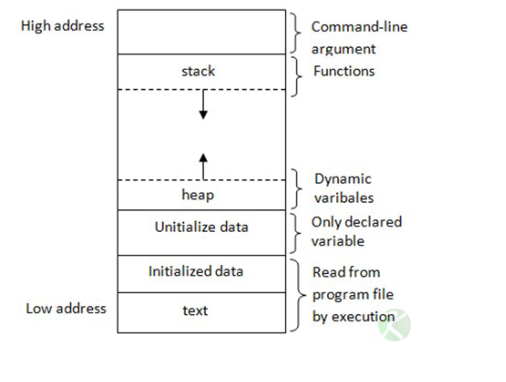 High address
Command-line
argument
stack
Functions
Dynamic
varibales
heap
Unitialize data
Only declared
variable
Initialized data
Read from
program file
by execution
Low address
text